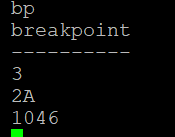 bp
breakpoint
----------
3
2A
1046